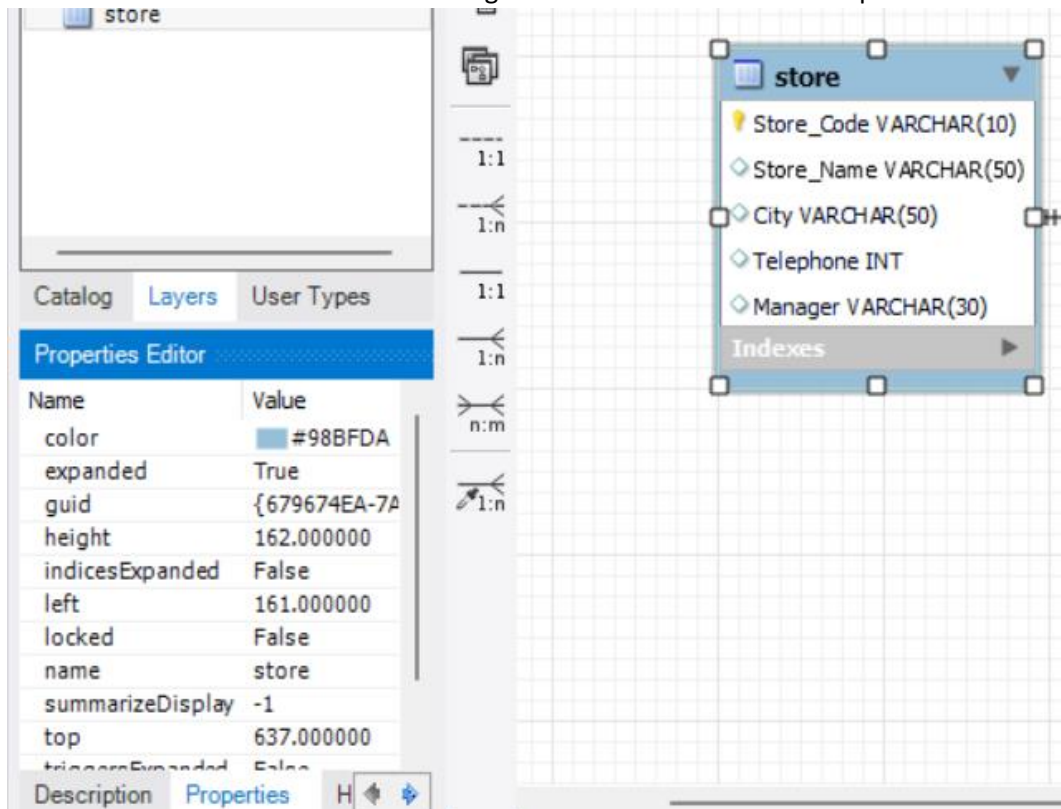 store
Catalog Layers User Types
Properties Editor
Name Value
color #98BFDA
expanded True
guid {679674EA-7A
height 162.000000
indicesExpanded False
left 161.000000
locked False
name store
summarizeDisplay -1
top 637.000000
triggersExpanded False
Description Properties H
1:1
1:n
1:1
1:n
n:m
1:n
store
Store_Code VARCHAR(10)
Store_Name VARCHAR(50)
City VARCHAR(50)
Telephone INT
Manager VARCHAR(30)
Indexes